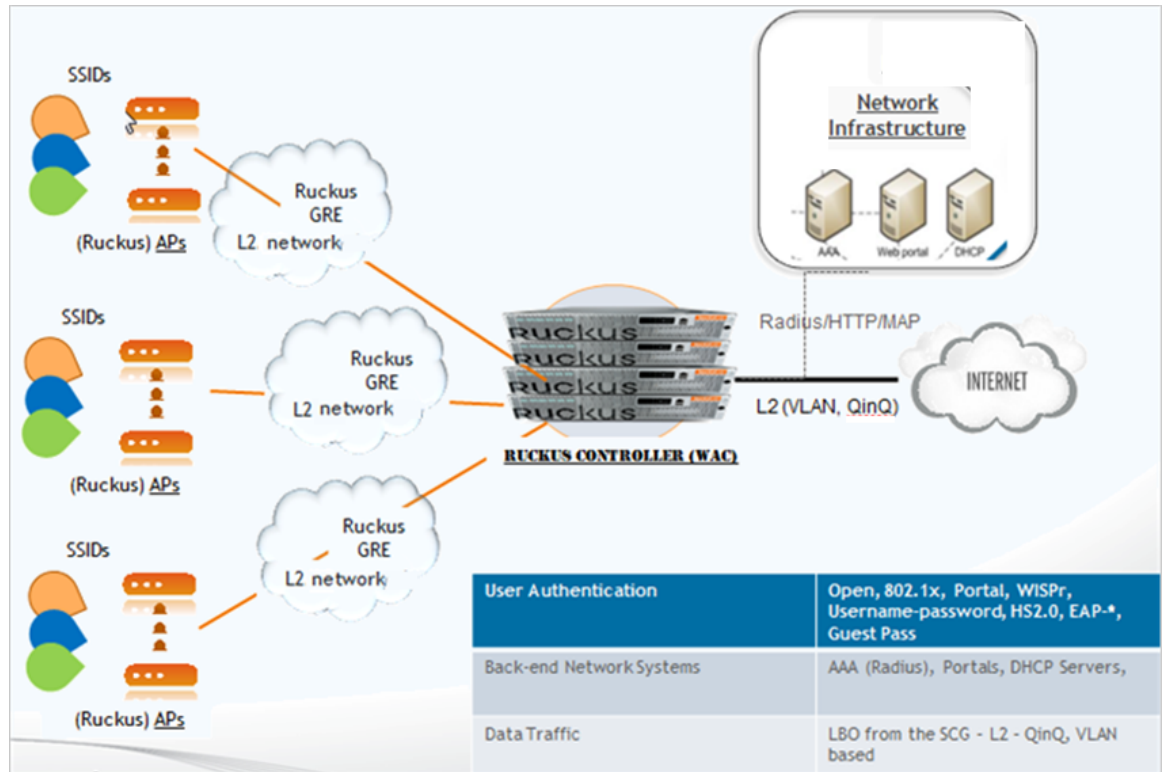 SSIDs
(Ruckus) APs
Ruckus
GRE
L2 network
SSIDs
(Ruckus) APs
Ruckus
GRE
L2 network
SSIDs
(Ruckus) APs
Ruckus
GRE
L2 network
RUCKUS
RUCKUS
RUCKUS
RUCKUS
RUCKUS CONTROLLER (WAC)
Network
Infrastructure
AAA
Web portal
DHCP
Radius/HTTP/MAP
L2 (VLAN, QinQ)
INTERNET
User Authentication
Open, 802.1x, Portal, WISPr,
Username-password, HS2.0, EAP-*,
Guest Pass
Back-end Network Systems
AAA (Radius), Portals, DHCP Servers,
Data Traffic
LBO from the SCG - L2 - QinQ, VLAN
based